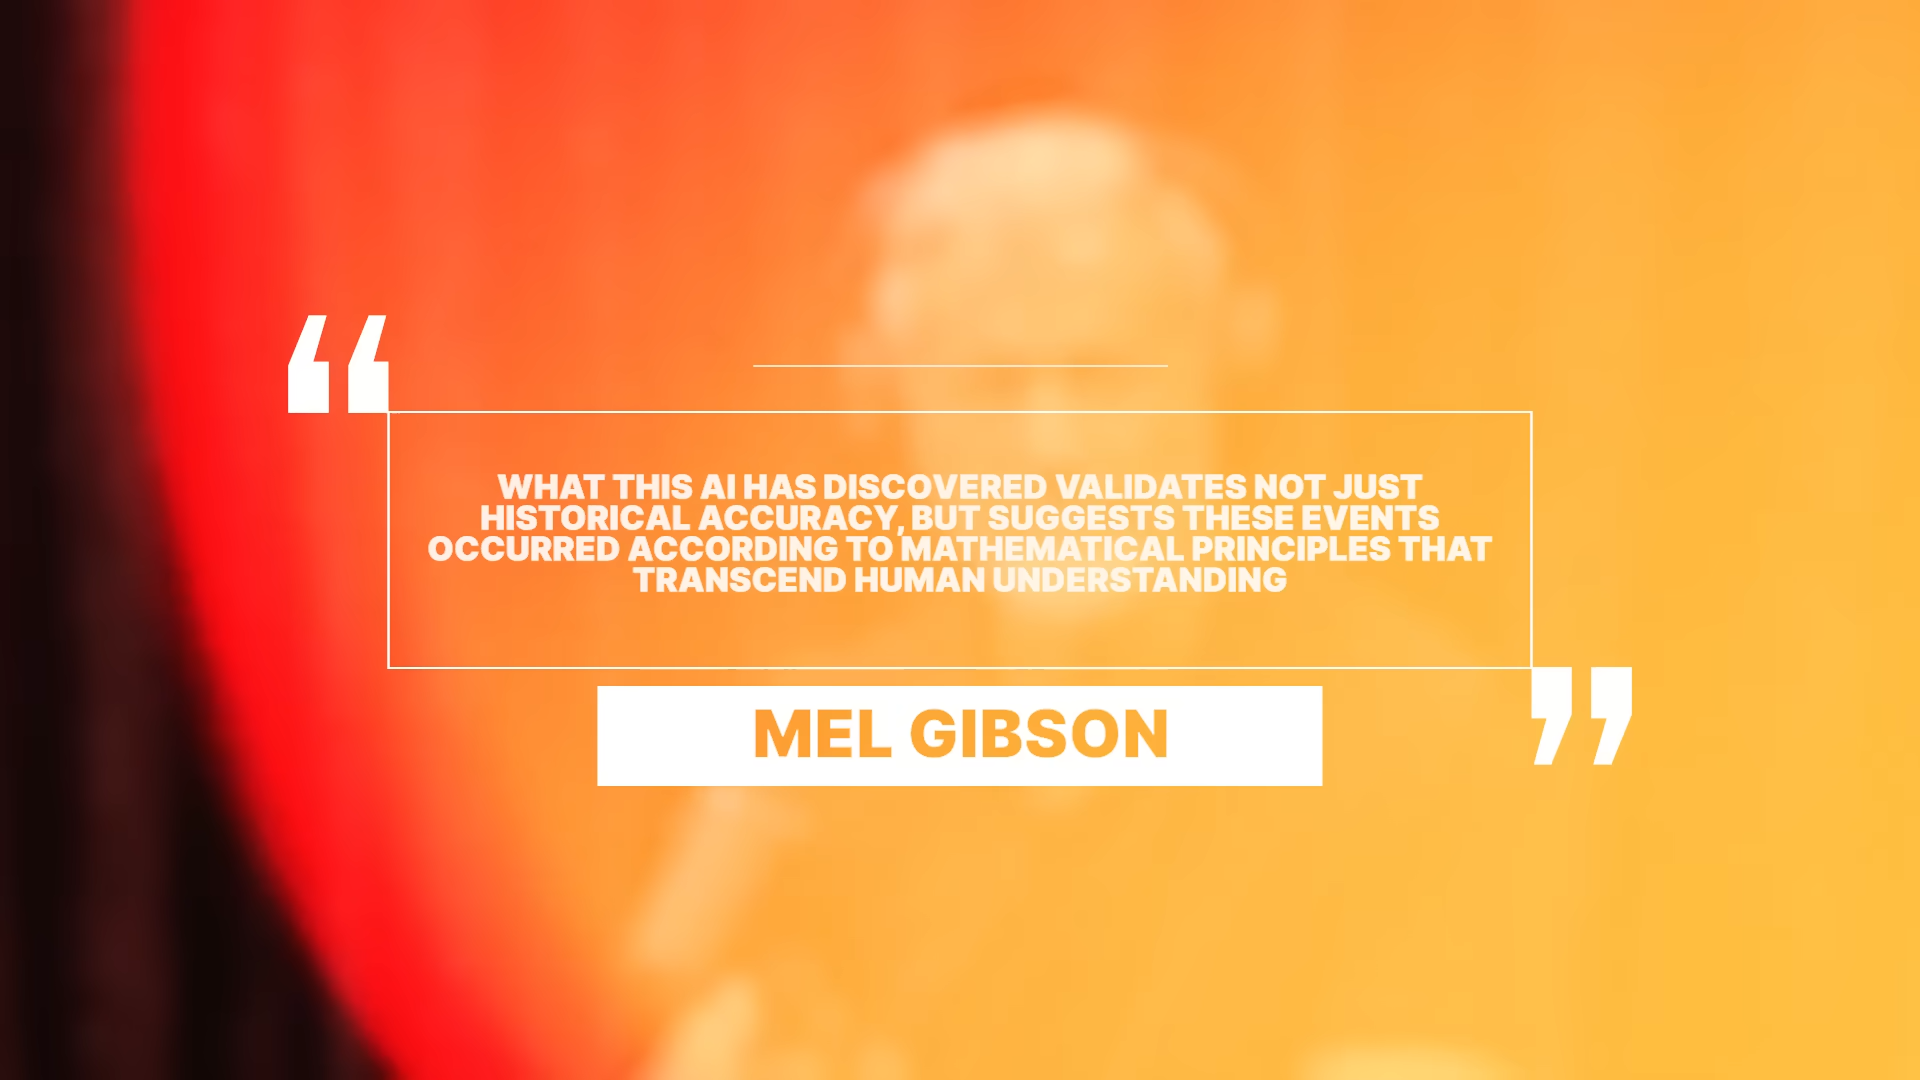 “
WHAT THIS AI HAS DISCOVERED VALIDATES NOT JUST
HISTORICAL ACCURACY, BUT SUGGESTS THESE EVENTS
OCCURRED ACCORDING TO MATHEMATICAL PRINCIPLES THAT
TRANSCEND HUMAN UNDERSTANDING
”
MEL GIBSON